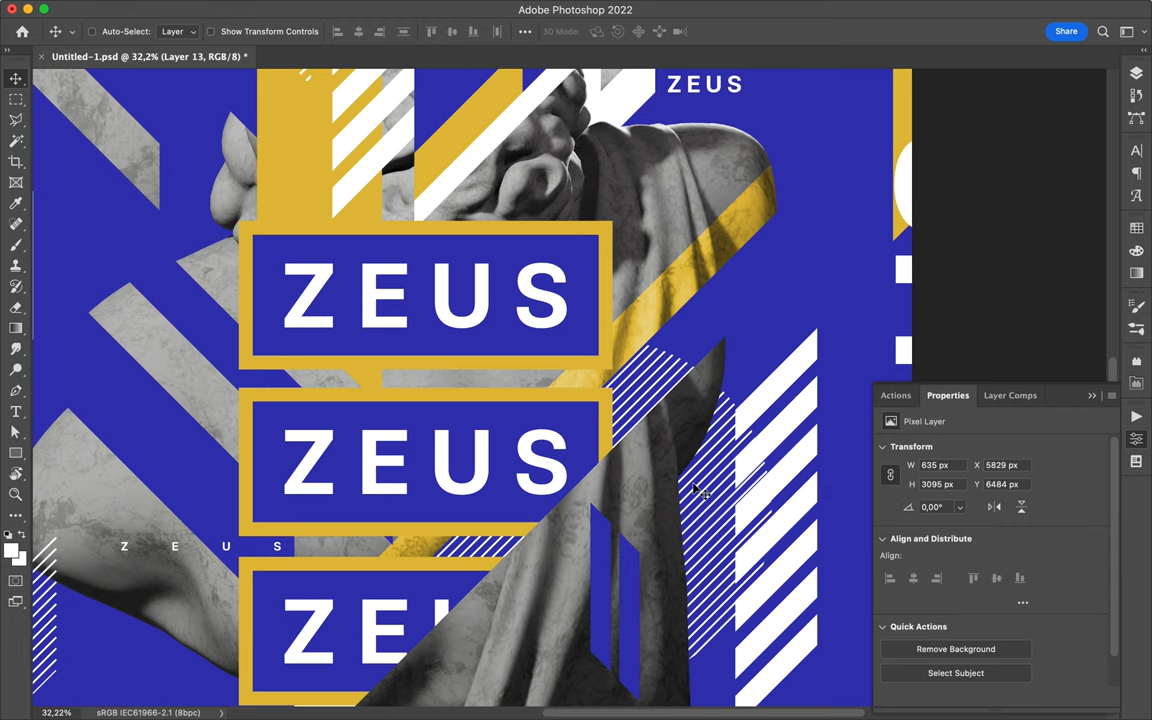 Adobe Photoshop 2022
Auto-Select: Layer Show Transform Controls 3D Mode: Share
Untitled-1.psd @ 32,2% (Layer 13, RGB/8) *
ZEUS
ZEUS
ZEUS
Z E U S
ZEU
Actions Properties Layer Comps
Pixel Layer
Transform
W 635 px X 5829 px
H 3095 px Y 6484 px
0,00°
Align and Distribute
Align:
Quick Actions
Remove Background
Select Subject
32,22% sRGB IEC61966-2.1 (8bpc)